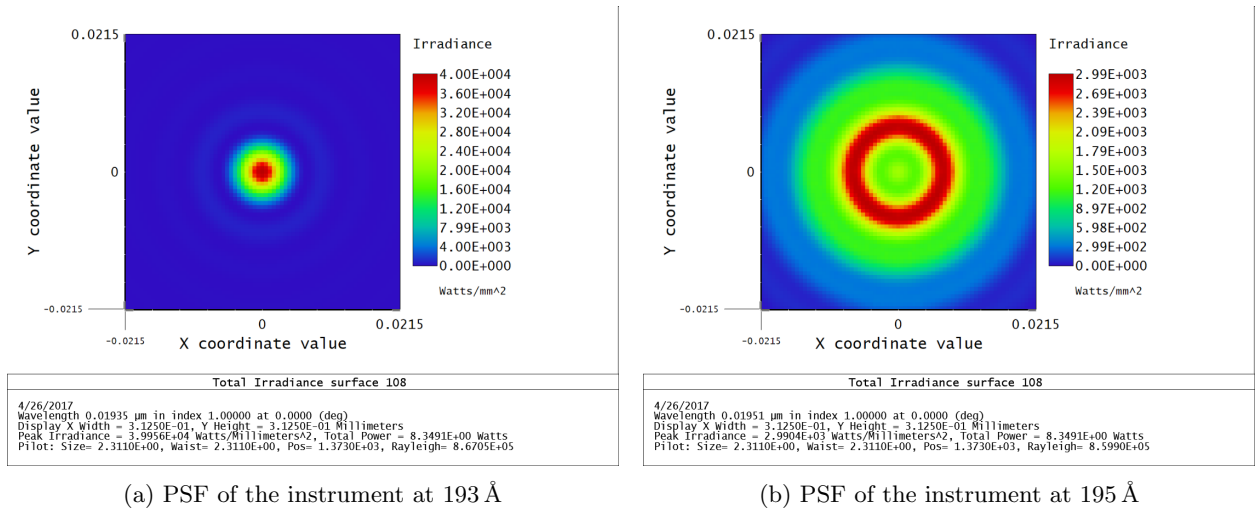 0.0215
0
-0.0215
-0.0215
0
0.0215
X coordinate value
Y coordinate value
Irradiance
4.00E+004
3.60E+004
3.20E+004
2.80E+004
2.40E+004
2.00E+004
1.60E+004
1.20E+004
8.00E+003
4.00E+003
0.00E+000
Watts/mm^2
Total Irradiance surface 108
4/26/2017
Wavelength 0.01935 µm in index 1.00000 at 0.0000 (deg)
Display X Width = 3.1250E-01, Y Height = 3.1250E-01 Millimeters
Peak Irradiance = 3.9956E+04 Watts/Millimeters^2, Total Power = 8.3491E+00 Watts
Pilot: Size= 2.3110E+00, Waist= 2.3110E+00, Pos= 1.3730E+03, Rayleigh= 8.6705E+05
(a) PSF of the instrument at 193 Å
0.0215
0
-0.0215
-0.0215
0
0.0215
X coordinate value
Y coordinate value
Irradiance
2.99E+003
2.69E+003
2.39E+003
2.09E+003
1.79E+003
1.50E+003
1.20E+003
8.97E+002
5.98E+002
2.99E+002
0.00E+000
Watts/mm^2
Total Irradiance surface 108
4/26/2017
Wavelength 0.01951 µm in index 1.00000 at 0.0000 (deg)
Display X Width = 3.1250E-01, Y Height = 3.1250E-01 Millimeters
Peak Irradiance = 2.9904E+03 Watts/Millimeters^2, Total Power = 8.3491E+00 Watts
Pilot: Size= 2.3110E+00, Waist= 2.3110E+00, Pos= 1.3730E+03, Rayleigh= 8.5990E+05
(b) PSF of the instrument at 195 Å